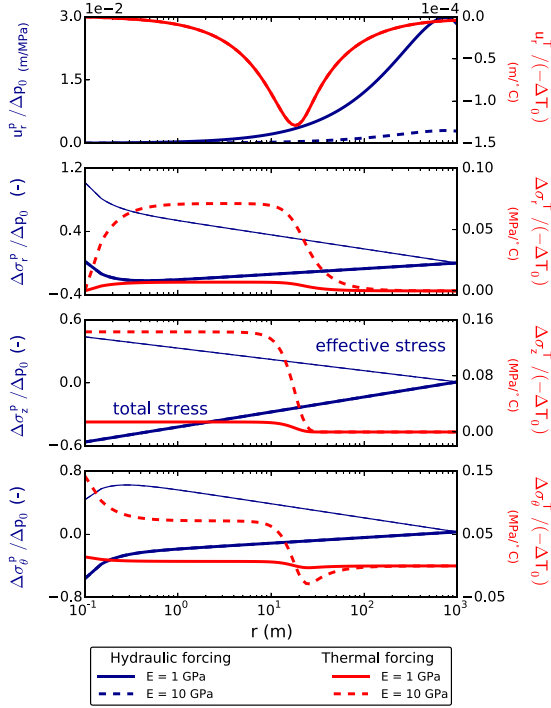 1e−2 1e−4
3.0 0.0
1.5 −0.5
−1.0
0.0 −1.5
u_r^p /Δp_0 (m/MPa)
u_r^T /(−ΔT_0) (m/°C)
1.2 0.10
0.4 0.05
−0.4 0.00
Δσ_r^p /Δp_0 (-)
Δσ_r^T /(−ΔT_0) (MPa/°C)
0.6 0.16
effective stress
0.0 0.08
total stress
−0.6 0.00
Δσ_z^p /Δp_0 (-)
Δσ_z^T /(−ΔT_0) (MPa/°C)
0.8 0.15
0.0 0.05
−0.8 −0.05
Δσ_θ^p /Δp_0 (-)
Δσ_θ^T /(−ΔT_0) (MPa/°C)
10^−1 10^0 10^1 10^2 10^3
r (m)
Hydraulic forcing Thermal forcing
E = 1 GPa E = 1 GPa
E = 10 GPa E = 10 GPa